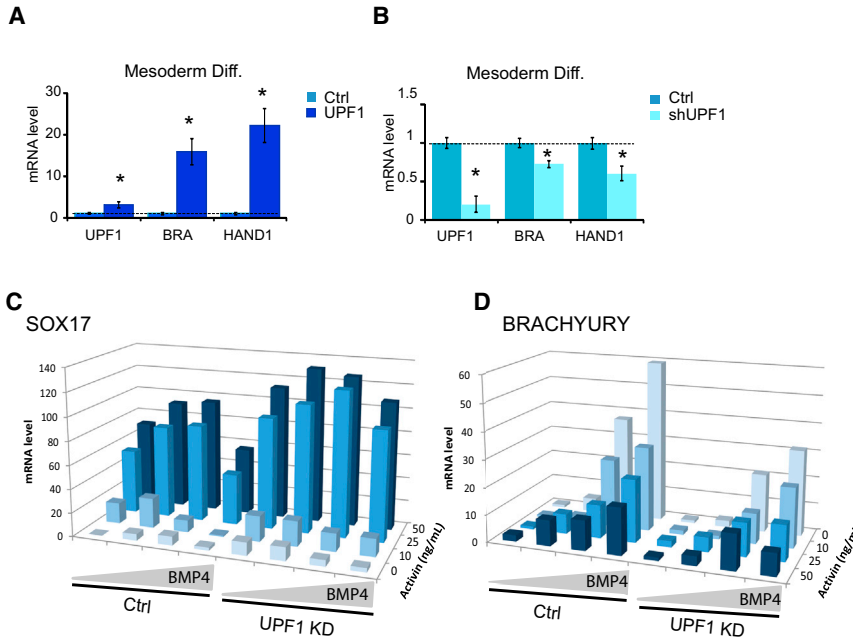 A
Mesoderm Diff.
Ctrl
UPF1
mRNA level
30
20
10
0
*
*
*
UPF1 BRA HAND1
B
Mesoderm Diff.
Ctrl
shUPF1
mRNA level
1.5
1
0.5
0
*
*
*
UPF1 BRA HAND1
C
SOX17
mRNA level
140
120
100
80
60
40
20
0
50
25
10
0
Activin (ng/mL)
BMP4
BMP4
Ctrl
UPF1 KD
D
BRACHYURY
mRNA level
60
50
40
30
20
10
0
0
10
25
50
Activin (ng/mL)
BMP4
BMP4
Ctrl
UPF1 KD